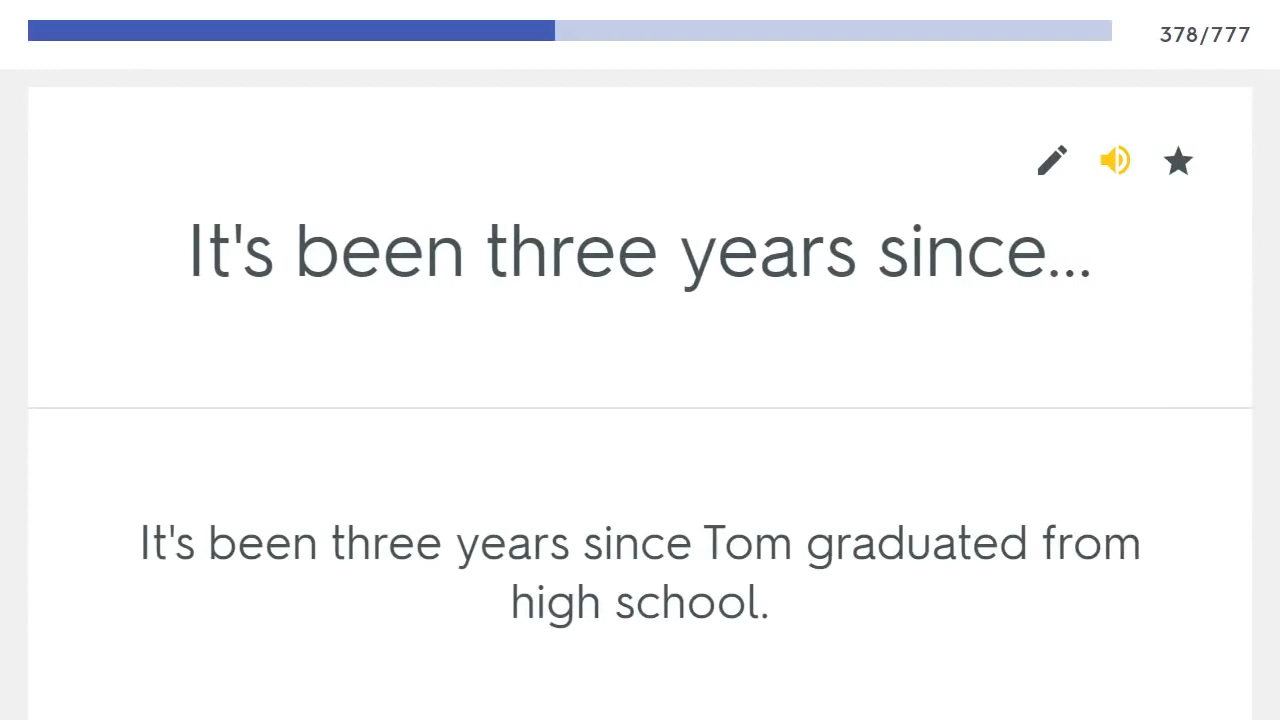 378/777
It's been three years since...
It's been three years since Tom graduated from
high school.